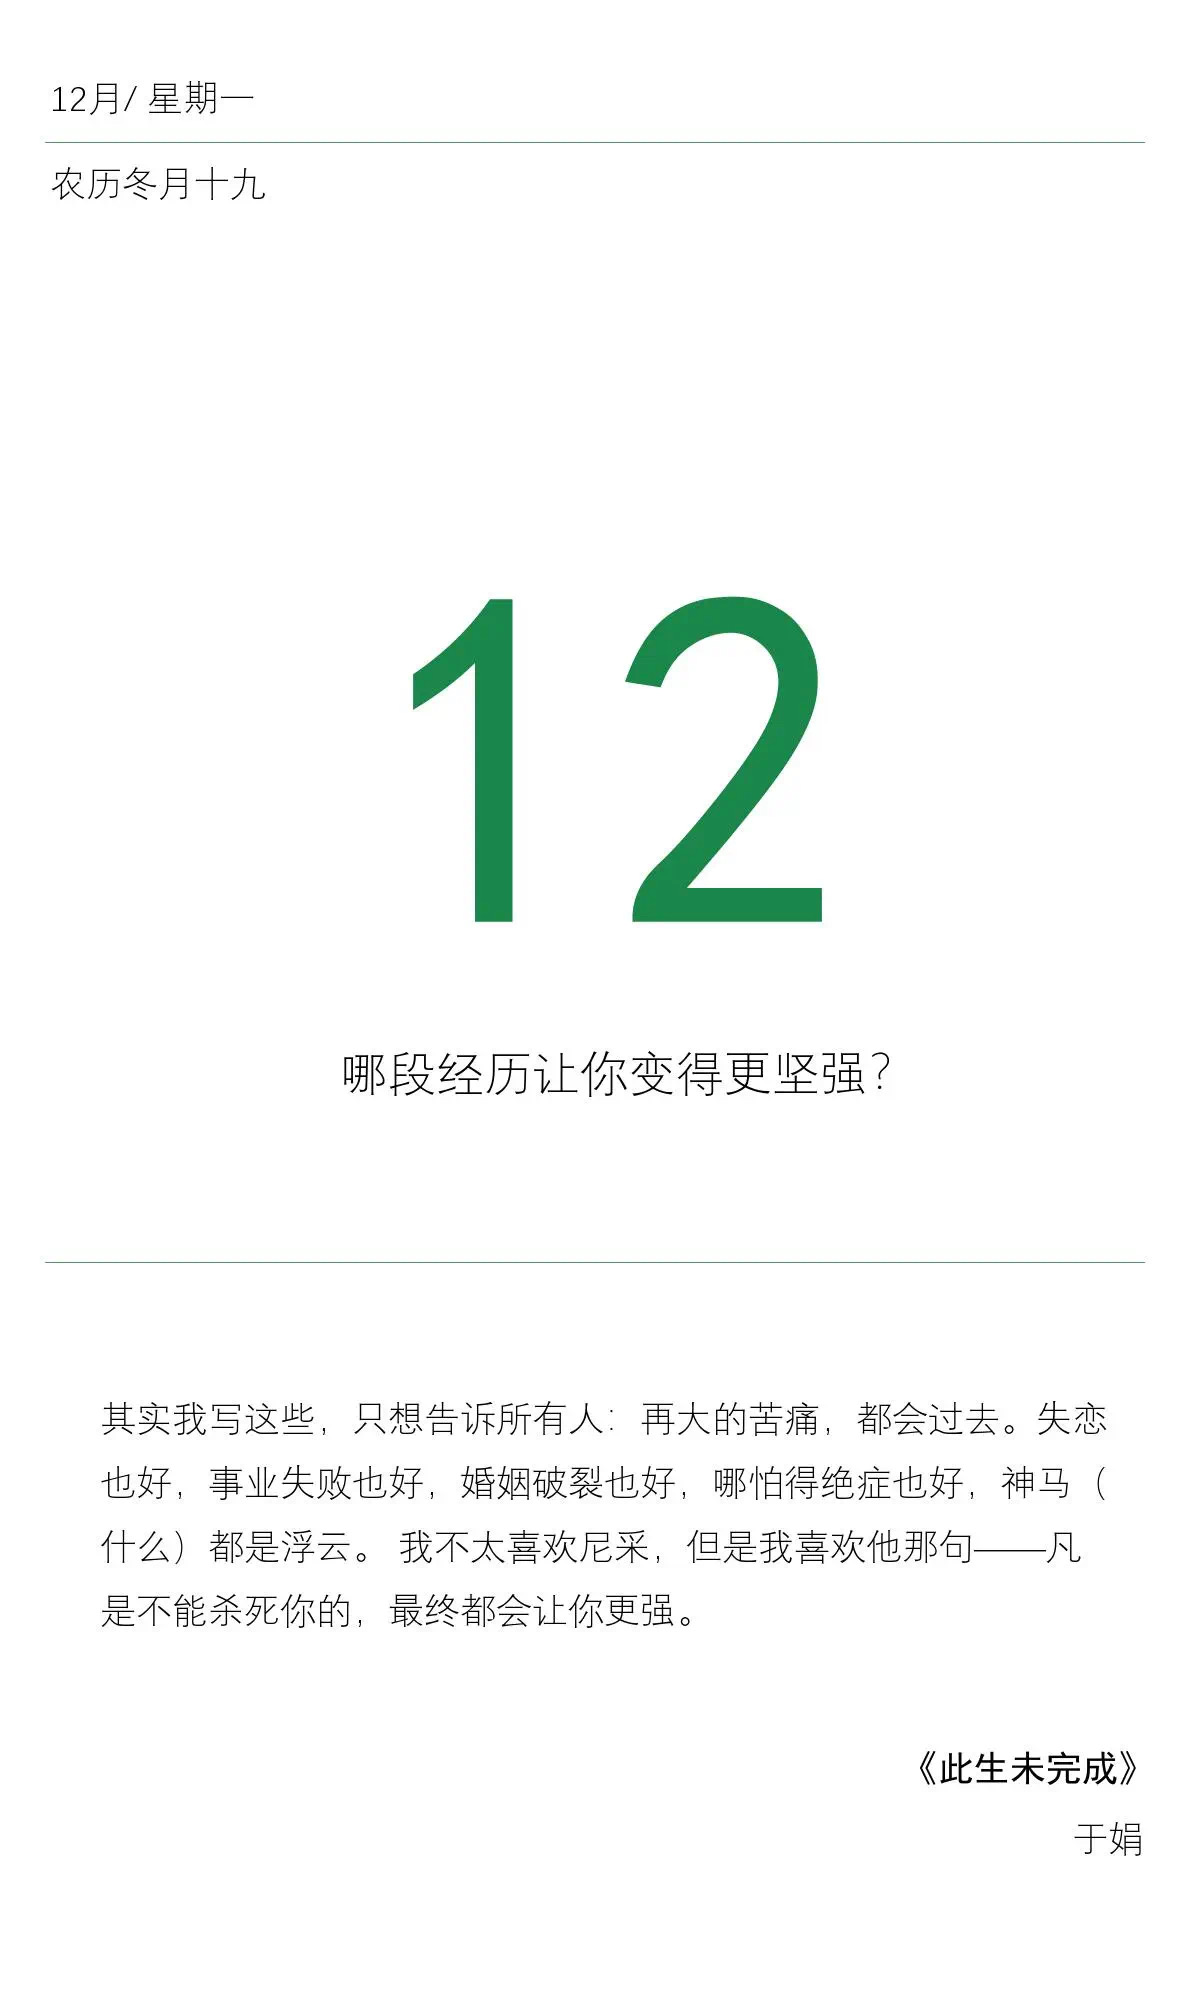 12月/ 星期一
农历冬月十九
12
哪段经历让你变得更坚强？
其实我写这些，只想告诉所有人：再大的苦痛，都会过去。失恋
也好，事业失败也好，婚姻破裂也好，哪怕得绝症也好，神马（
什么）都是浮云。 我不太喜欢尼采，但是我喜欢他那句——凡
是不能杀死你的，最终都会让你更强。
《此生未完成》
于娟